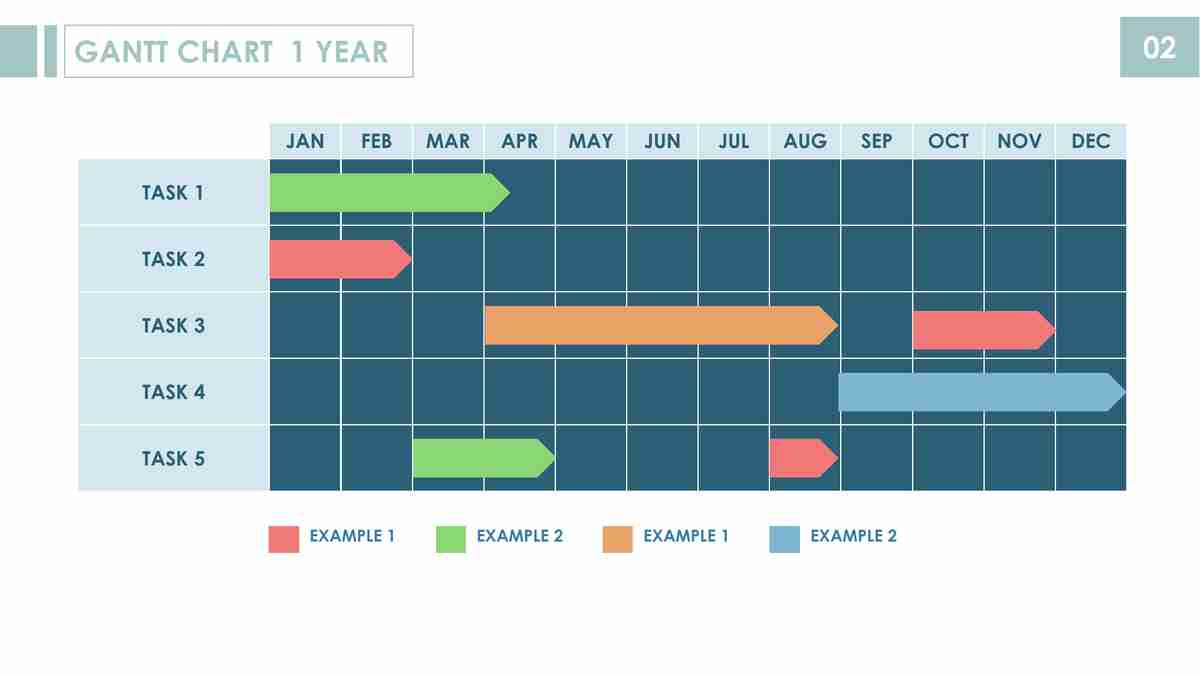 GANTT CHART 1 YEAR
02
JAN FEB MAR APR MAY JUN JUL AUG SEP OCT NOV DEC
TASK 1
TASK 2
TASK 3
TASK 4
TASK 5
EXAMPLE 1 EXAMPLE 2 EXAMPLE 1 EXAMPLE 2